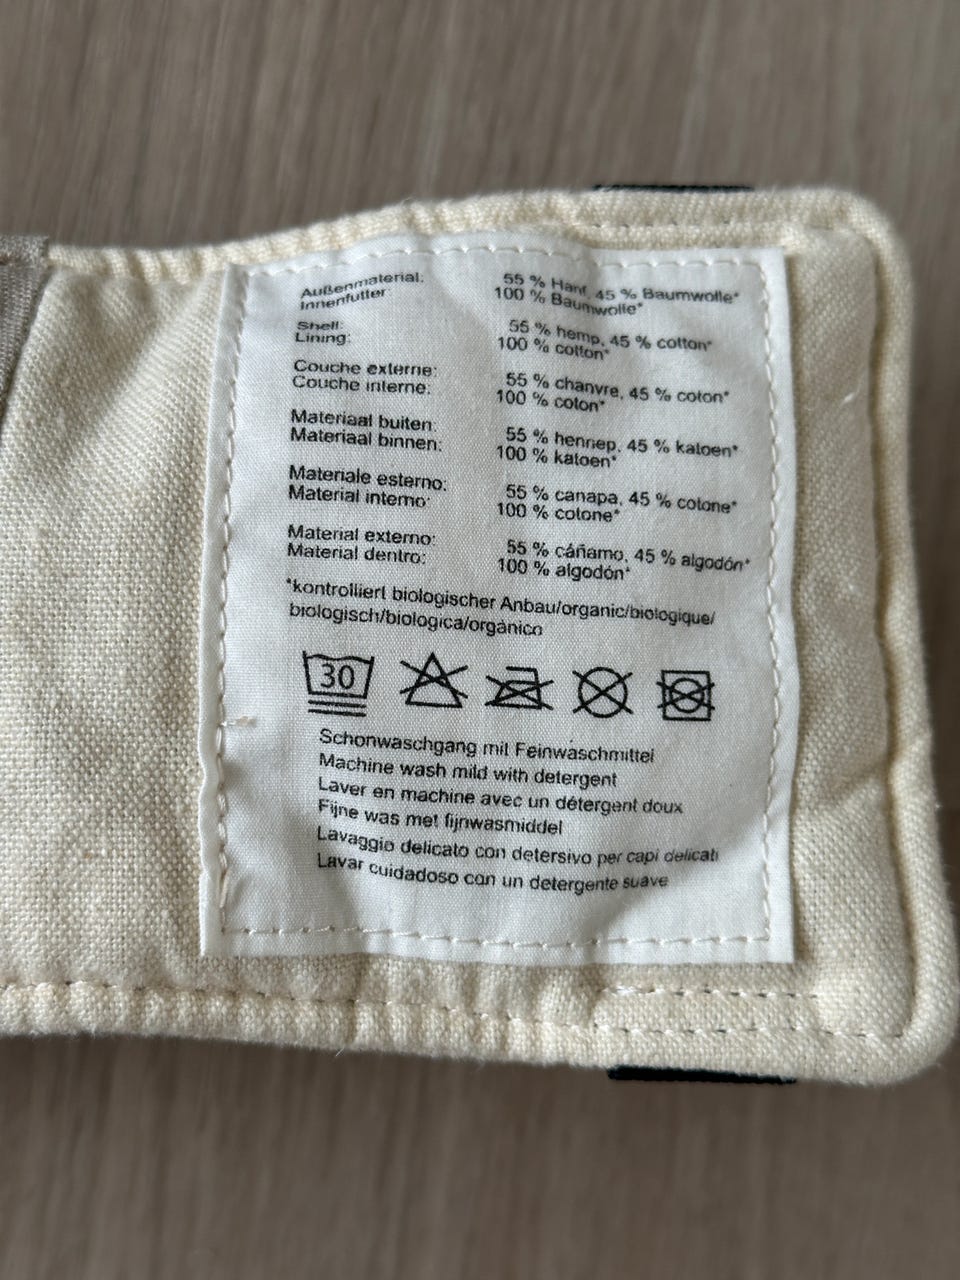 Außenmaterial: 55 % Hanf, 45 % Baumwolle*
Innenfutter 100 % Baumwolle*
Shell: 55 % hemp, 45 % cotton*
Lining: 100 % cotton*
Couche externe: 55 % chanvre, 45 % coton*
Couche interne: 100 % coton*
Materiaal buiten: 55 % hennep, 45 % katoen*
Materiaal binnen: 100 % katoen*
Materiale esterno: 55 % canapa, 45 % cotone*
Material interno: 100 % cotone*
Material externo: 55 % cáñamo, 45 % algodón*
Material dentro: 100 % algodón*
*kontrolliert biologischer Anbau/organic/biologique/
biologisch/biologica/orgánico
30
Schonwaschgang mit Feinwaschmittel
Machine wash mild with detergent
Laver en machine avec un détergent doux
Fijne was met fijnwasmiddel
Lavaggio delicato con detersivo per capi delicati
Lavar cuidadoso con un detergente suave